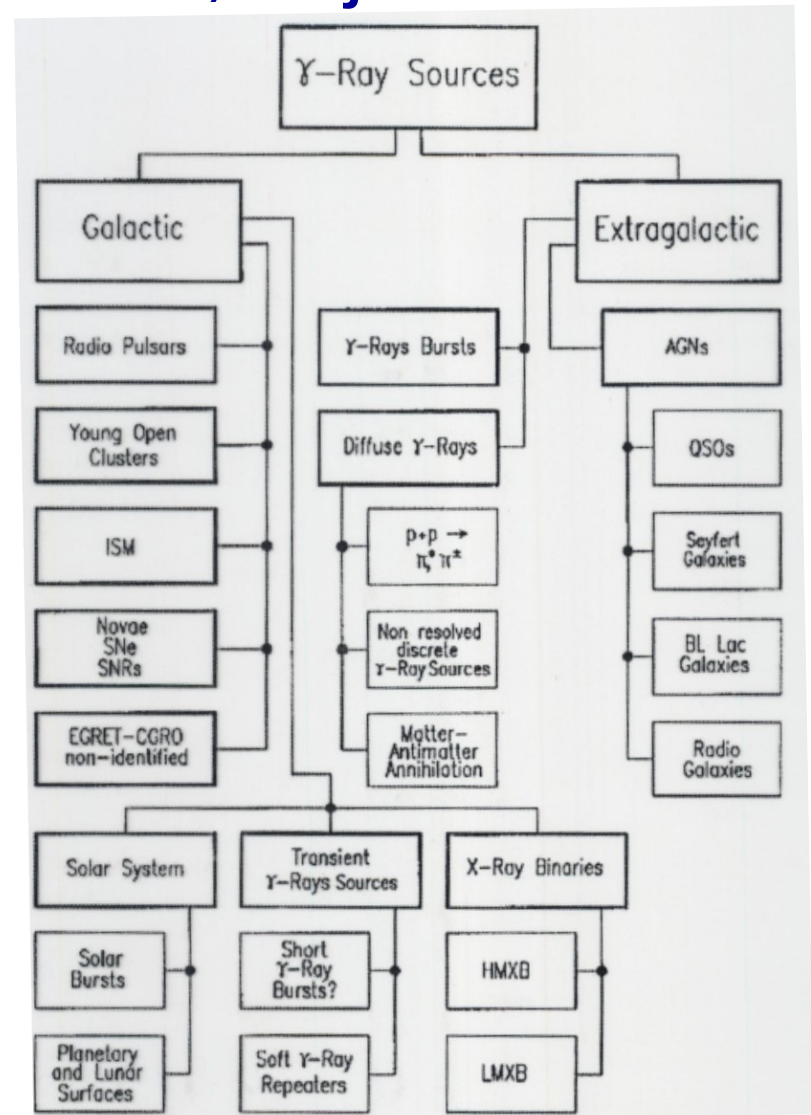 γ-Ray Sources
Galactic
Extragalactic
Radio Pulsars
γ-Rays Bursts
AGNs
Young Open
Clusters
Diffuse γ-Rays
QSOs
ISM
p+p →
π,° π±
Seyfert
Galaxies
Novae
SNe
SNRs
Non resolved
discrete
γ-Ray Sources
BL Lac
Galaxies
EGRET-CGRO
non-identified
Matter-
Antimatter
Annihilation
Radio
Galaxies
Solar System
Transient
γ-Rays Sources
X-Ray Binaries
Solar
Bursts
Short
γ-Ray
Bursts?
HMXB
Planetary
and Lunar
Surfaces
Soft γ-Ray
Repeaters
LMXB